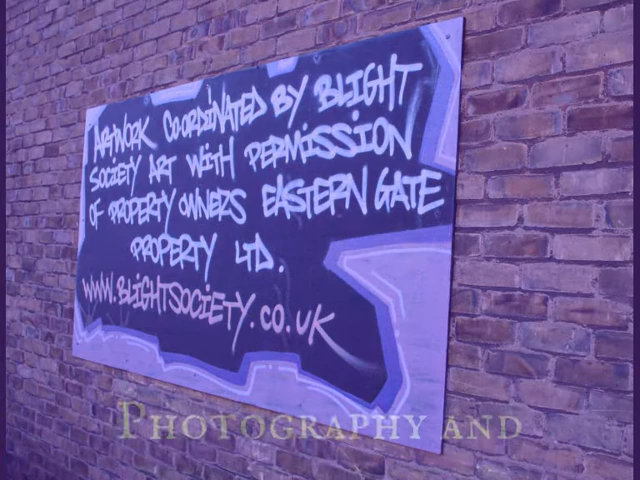 ARTWORK COORDINATED BY BLIGHT
SOCIETY ART WITH PERMISSION
OF PROPERTY OWNERS EASTERN GATE
PROPERTY LTD.
WWW.BLIGHTSOCIETY.CO.UK
PHOTOGRAPHY AND